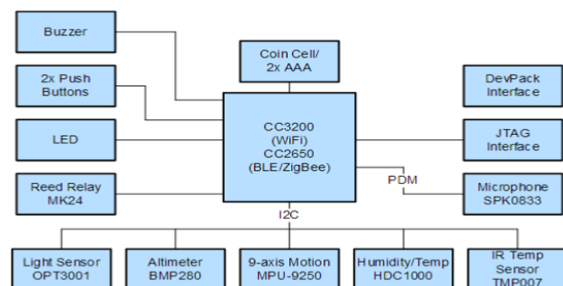 Buzzer
Coin Cell/
2x AAA
2x Push
Buttons
DevPack
Interface
LED
CC3200
(WiFi)
CC2650
(BLE/ZigBee)
JTAG
Interface
Reed Relay
MK24
PDM
Microphone
SPK0833
I2C
Light Sensor
OPT3001
Altimeter
BMP280
9-axis Motion
MPU-9250
Humidity/Temp
HDC1000
IR Temp
Sensor
TMP007